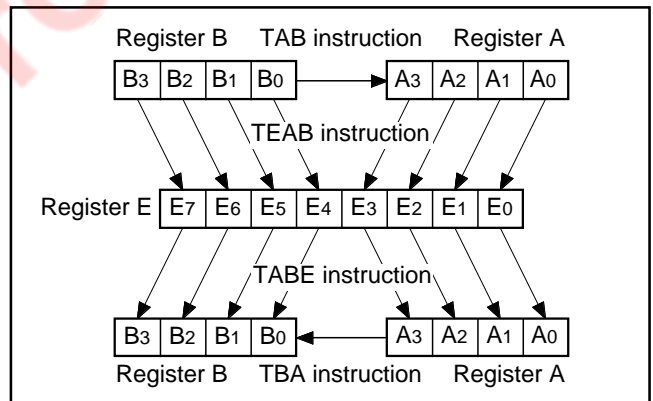 Register B TAB instruction Register A
B3 B2 B1 B0 A3 A2 A1 A0
TEAB instruction
Register E E7 E6 E5 E4 E3 E2 E1 E0
TABE instruction
B3 B2 B1 B0 A3 A2 A1 A0
Register B TBA instruction Register A